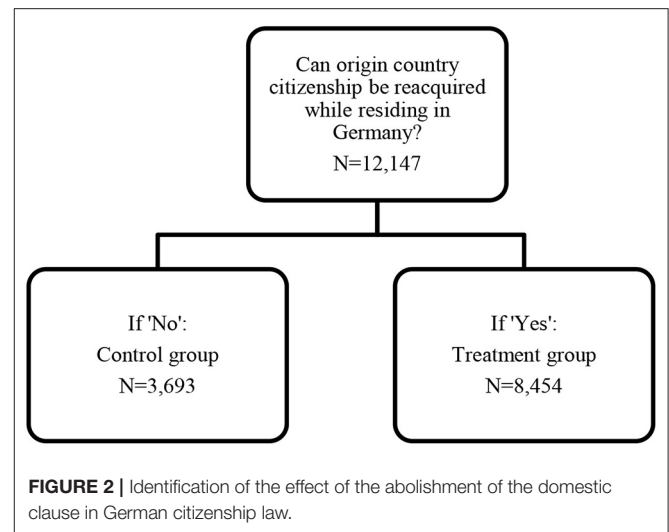 Can origin country
citizenship be reacquired
while residing in
Germany?
N=12,147
If 'No':
Control group
N=3,693
If 'Yes':
Treatment group
N=8,454
FIGURE 2 | Identification of the effect of the abolishment of the domestic
clause in German citizenship law.